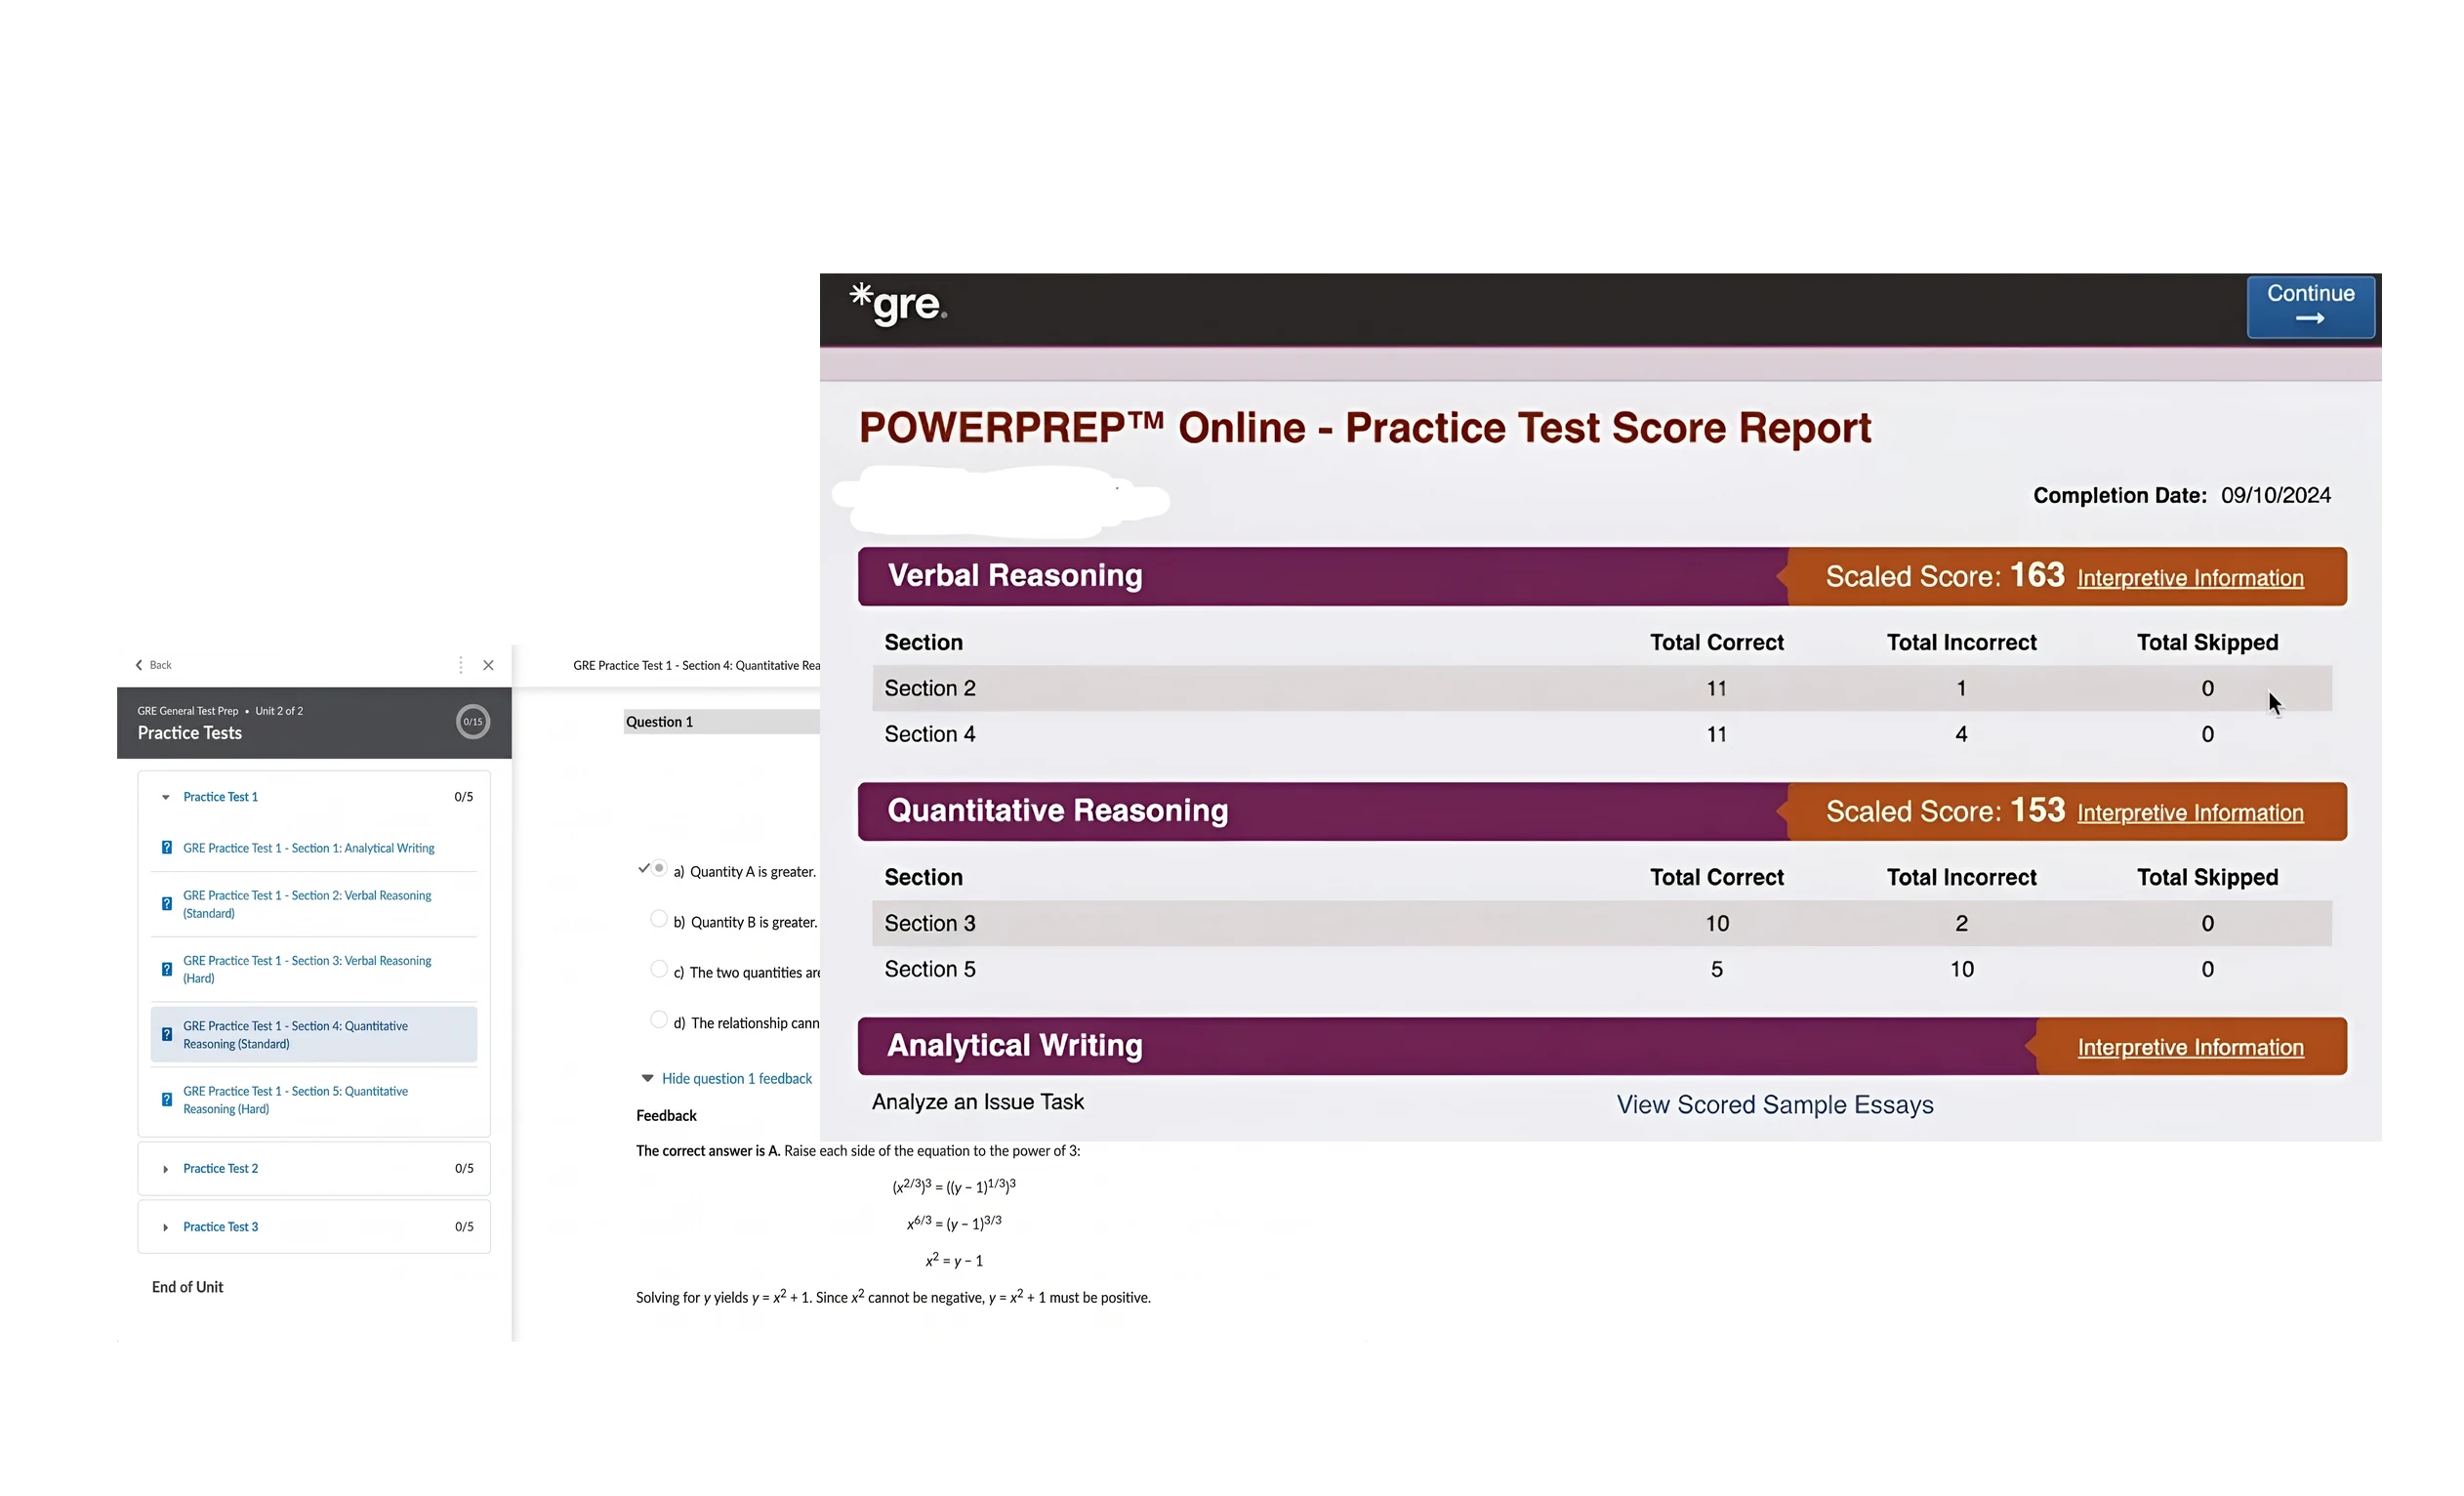 Back
GRE General Test Prep • Unit 2 of 2
0/15
Practice Tests
Practice Test 1 0/5
GRE Practice Test 1 - Section 1: Analytical Writing
GRE Practice Test 1 - Section 2: Verbal Reasoning
(Standard)
GRE Practice Test 1 - Section 3: Verbal Reasoning
(Hard)
GRE Practice Test 1 - Section 4: Quantitative
Reasoning (Standard)
GRE Practice Test 1 - Section 5: Quantitative
Reasoning (Hard)
Practice Test 2 0/5
Practice Test 3 0/5
End of Unit
GRE Practice Test 1 - Section 4: Quantitative Rea
Question 1
a) Quantity A is greater.
b) Quantity B is greater.
c) The two quantities are
d) The relationship cann
Hide question 1 feedback
Feedback
The correct answer is A. Raise each side of the equation to the power of 3:
(x^2/3)^3 = ((y – 1)^1/3)^3
x^6/3 = (y – 1)^3/3
x^2 = y – 1
Solving for y yields y = x^2 + 1. Since x^2 cannot be negative, y = x^2 + 1 must be positive.
*gre®
Continue
→
POWERPREP™ Online - Practice Test Score Report
Completion Date: 09/10/2024
Verbal Reasoning Scaled Score: 163 Interpretive Information
Section Total Correct Total Incorrect Total Skipped
Section 2 11 1 0
Section 4 11 4 0
Quantitative Reasoning Scaled Score: 153 Interpretive Information
Section Total Correct Total Incorrect Total Skipped
Section 3 10 2 0
Section 5 5 10 0
Analytical Writing Interpretive Information
Analyze an Issue Task View Scored Sample Essays